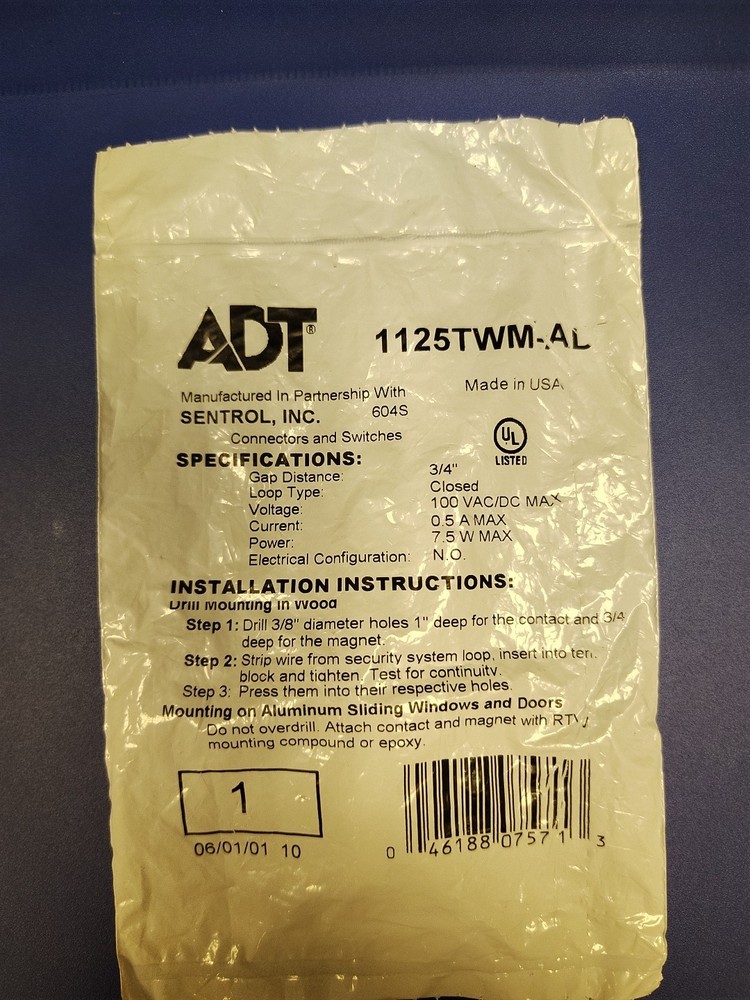 ADT®
1125TWM-AL
Manufactured In Partnership With
Made in USA
SENTROL, INC. 604S
Connectors and Switches
UL
LISTED
SPECIFICATIONS:
Gap Distance: 3/4"
Loop Type: Closed
Voltage: 100 VAC/DC MAX
Current: 0.5 A MAX
Power: 7.5 W MAX
Electrical Configuration: N.O.
INSTALLATION INSTRUCTIONS:
Drill Mounting in Wood
Step 1: Drill 3/8" diameter holes 1" deep for the contact and 3/4
deep for the magnet.
Step 2: Strip wire from security system loop, insert into
block and tighten. Test for continuity.
Step 3: Press them into their respective holes.
Mounting on Aluminum Sliding Windows and Doors
Do not overdrill. Attach contact and magnet with RTV
mounting compound or epoxy.
1
06/01/01 10
0 46188 07571 3